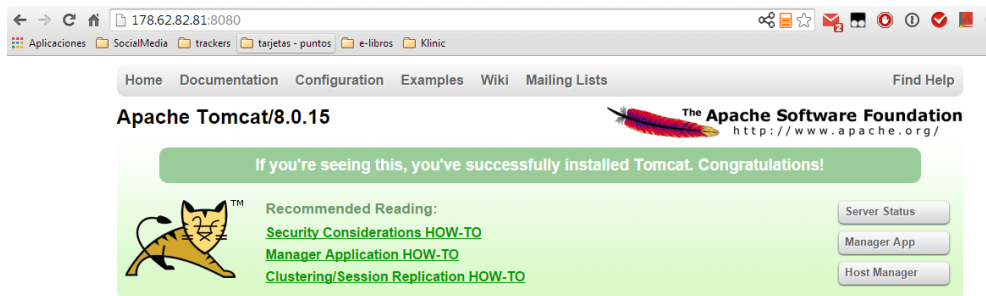 178.62.82.81:8080
2
Aplicaciones SocialMedia trackers tarjetas - puntos e-libros Klinic
Home Documentation Configuration Examples Wiki Mailing Lists Find Help
Apache Tomcat/8.0.15
The Apache Software Foundation
http://www.apache.org/
If you're seeing this, you've successfully installed Tomcat. Congratulations!
TM
Recommended Reading:
Security Considerations HOW-TO
Manager Application HOW-TO
Clustering/Session Replication HOW-TO
Server Status
Manager App
Host Manager